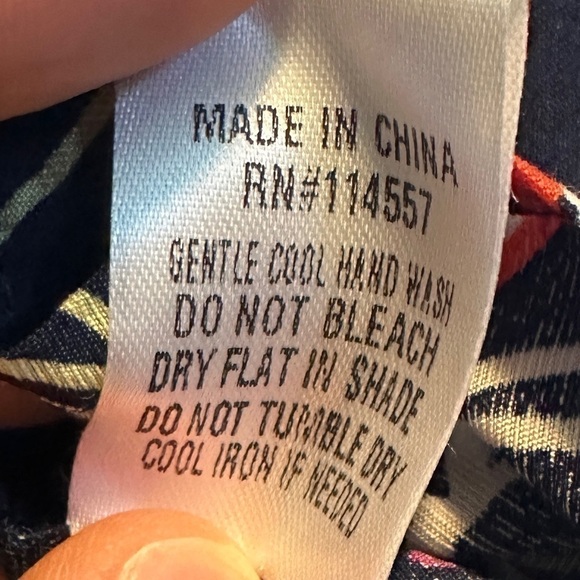 MADE IN CHINA
RN#114557
GENTLE COOL HAND WASH
DO NOT BLEACH
DRY FLAT IN SHADE
DO NOT TUMBLE DRY
COOL IRON IF NEEDED